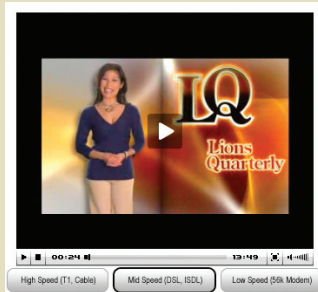 LQ
Lions
Quarterly
00:24
13:49
High Speed (T1, Cable)
Mid Speed (DSL, ISDL)
Low Speed (56k Modem)